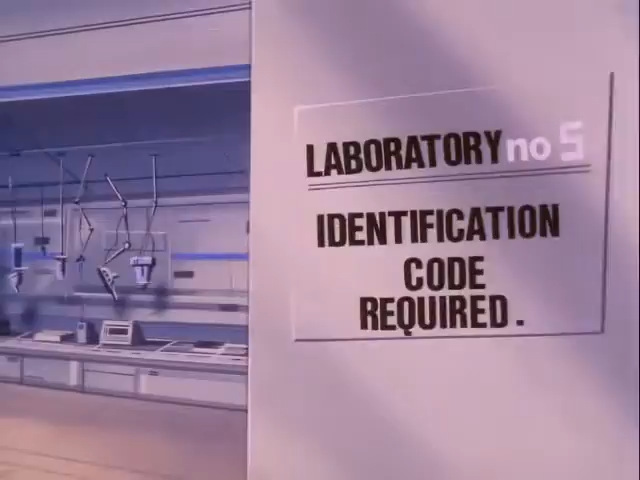 LABORATORY no 5
IDENTIFICATION
CODE
REQUIRED.